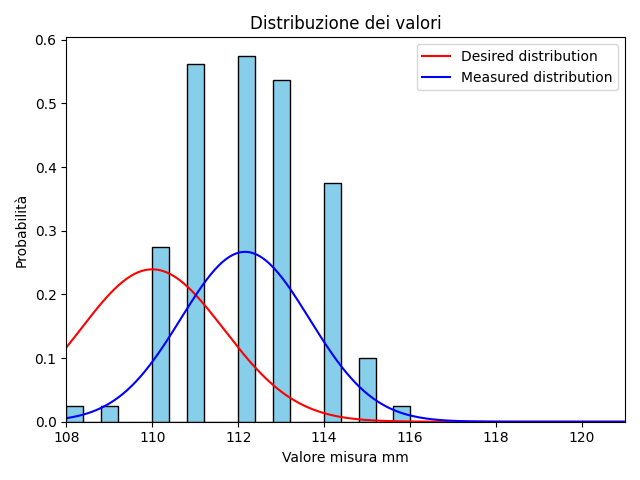 Distribuzione dei valori
Desired distribution
Measured distribution
Probabilità
0.6
0.5
0.4
0.3
0.2
0.1
0.0
108 110 112 114 116 118 120
Valore misura mm